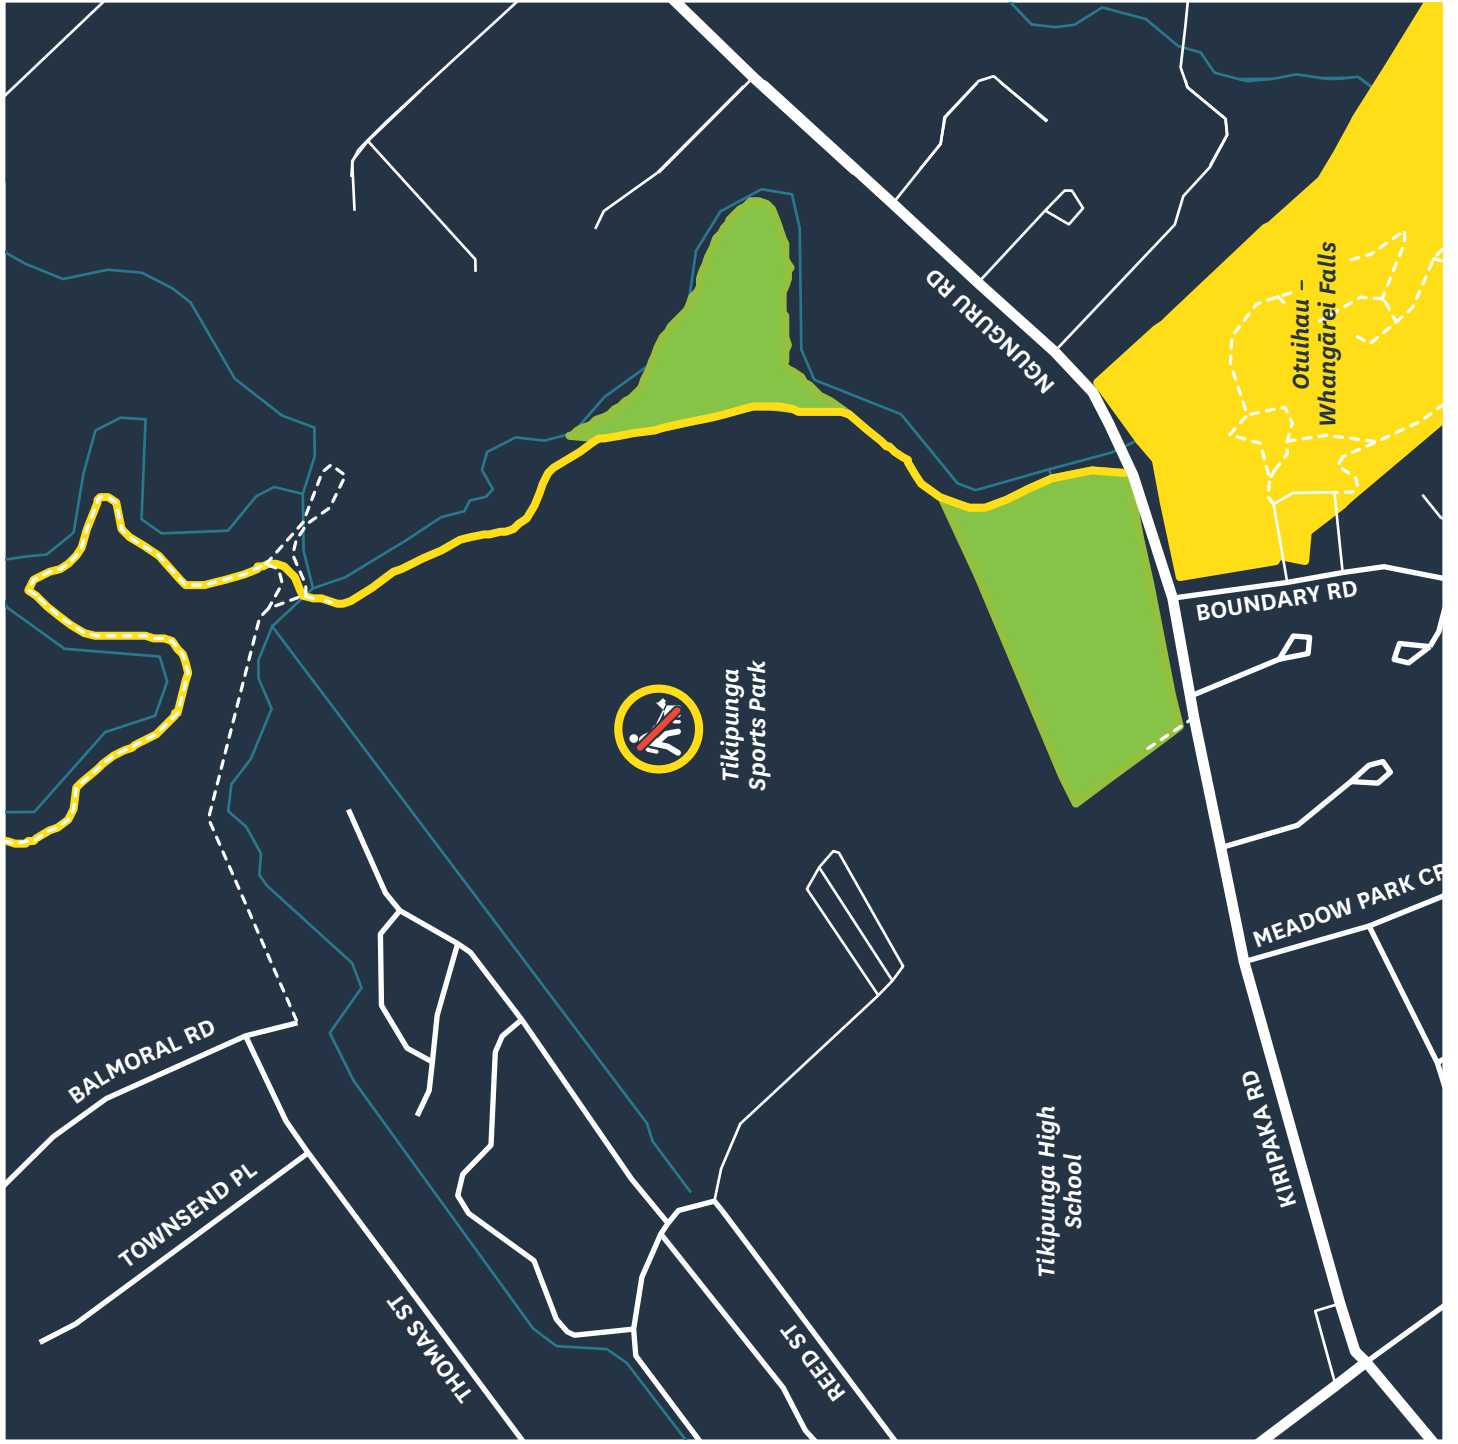 NGUNGURU RD
Otuihau –
Whangārei Falls
BOUNDARY RD
Tikipunga
Sports Park
MEADOW PARK CR
BALMORAL RD
TOWNSEND PL
THOMAS ST
REED ST
Tikipunga High
School
KIRIPAKA RD